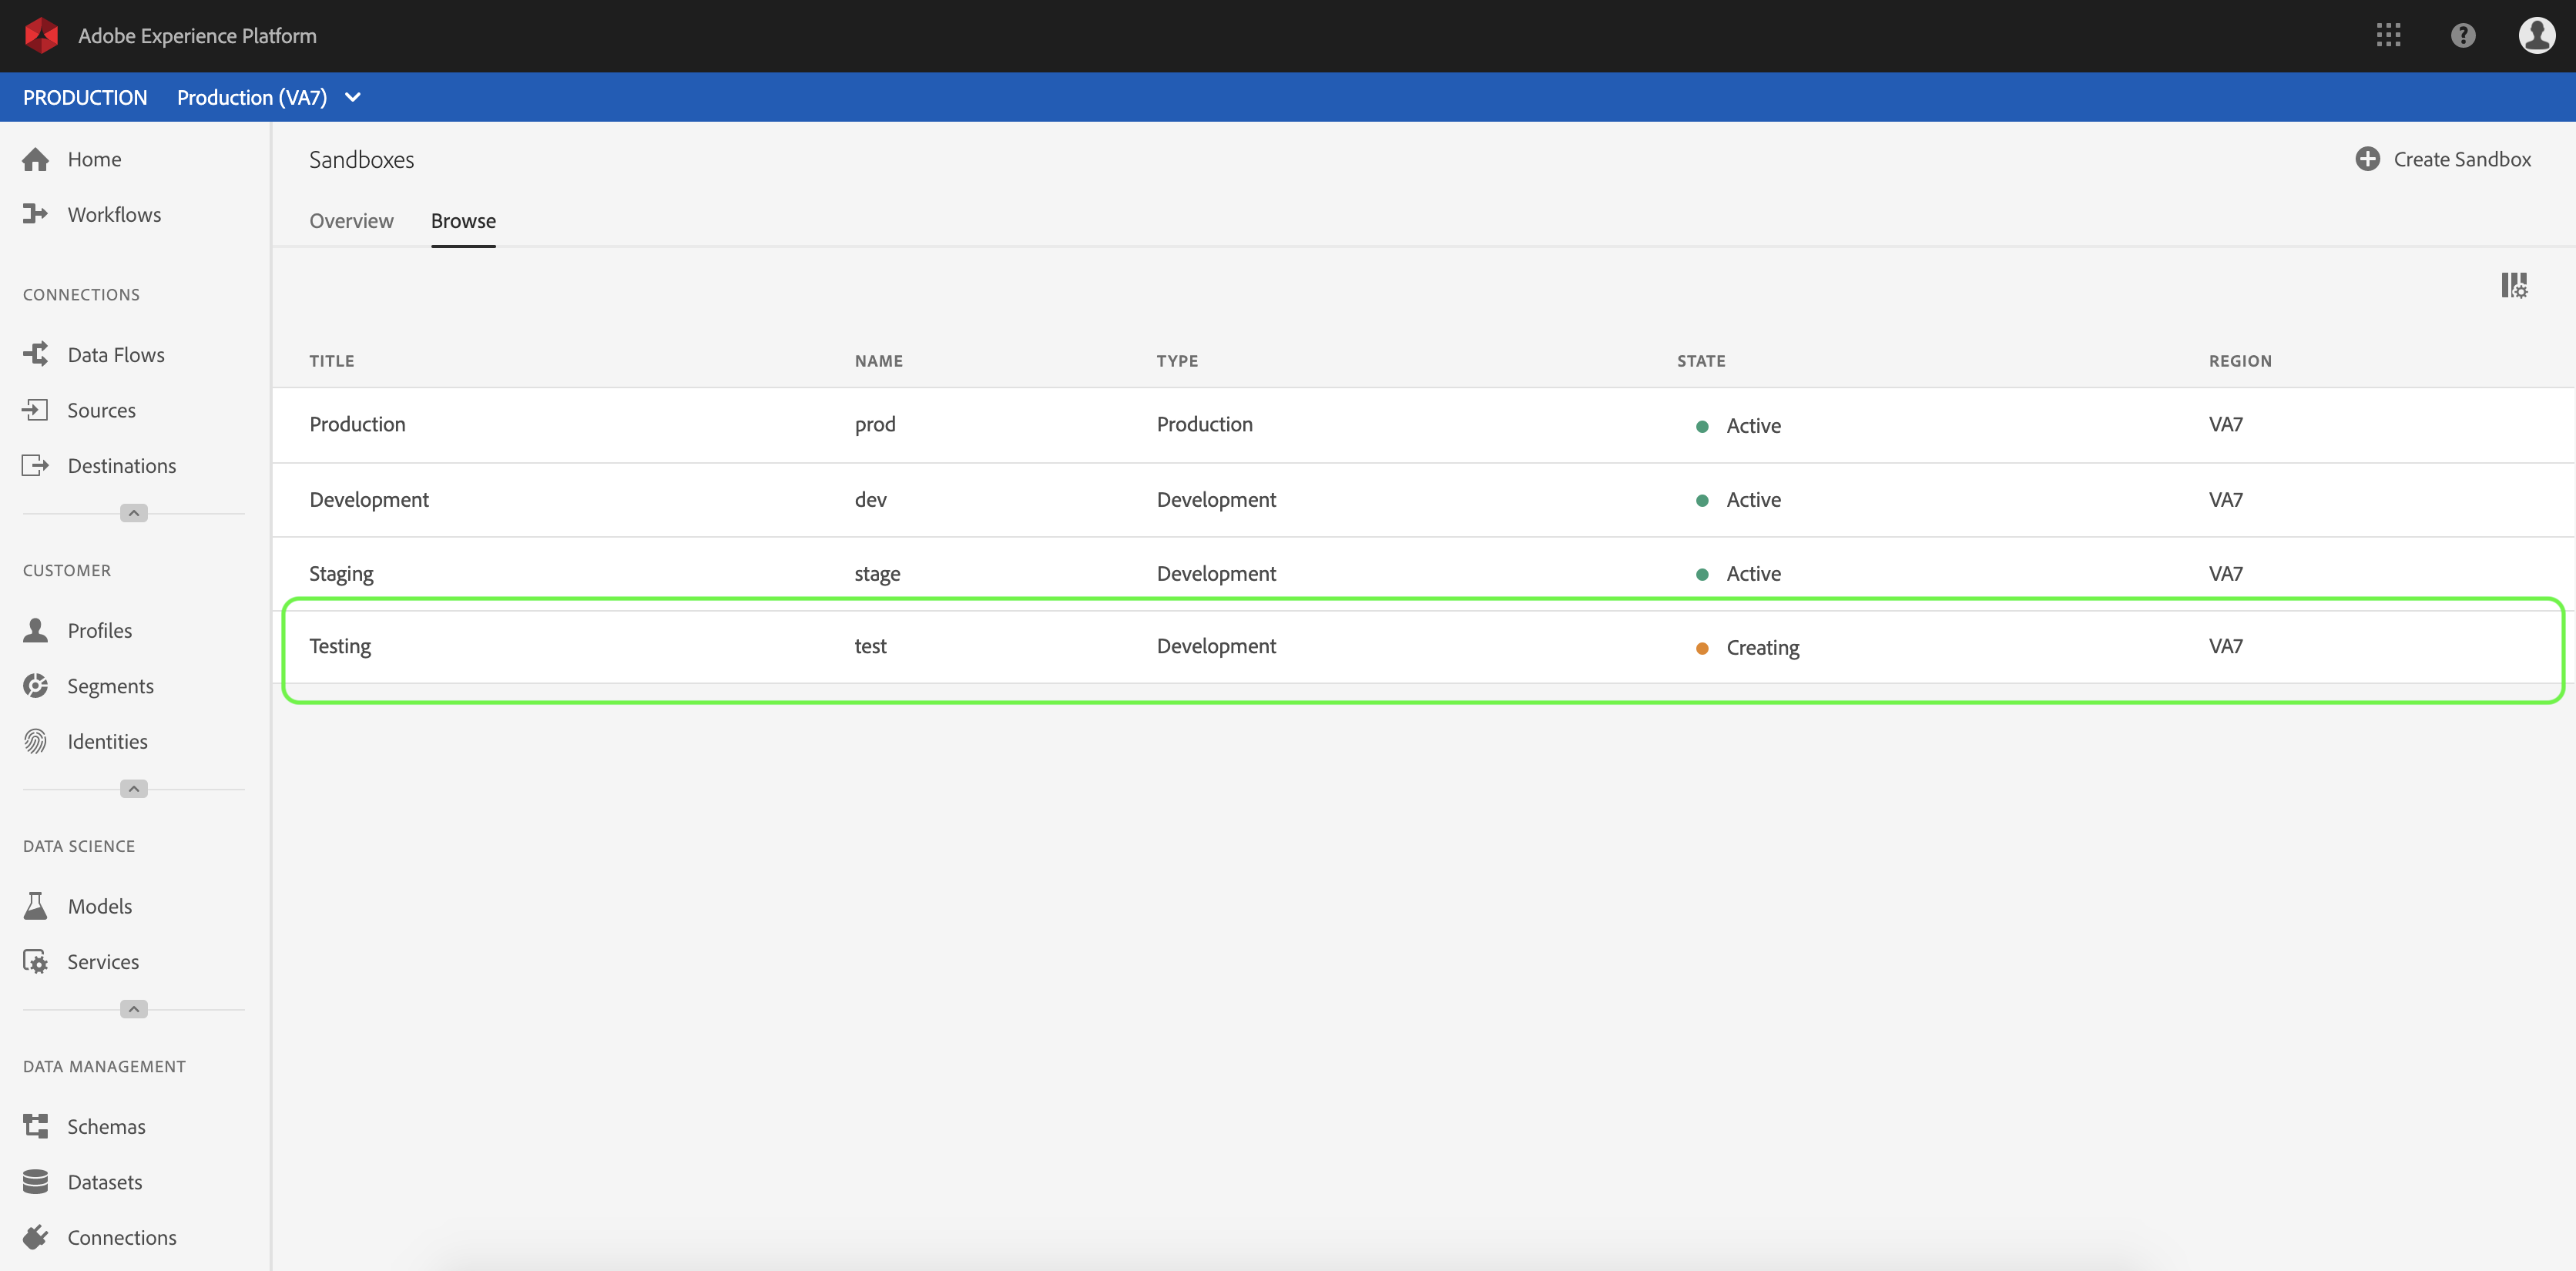 Adobe Experience Platform
PRODUCTION Production (VA7)
Home
Workflows
CONNECTIONS
Data Flows
Sources
Destinations
CUSTOMER
Profiles
Segments
Identities
DATA SCIENCE
Models
Services
DATA MANAGEMENT
Schemas
Datasets
Connections
Sandboxes
Create Sandbox
Overview Browse
TITLE NAME TYPE STATE REGION
Production prod Production Active VA7
Development dev Development Active VA7
Staging stage Development Active VA7
Testing test Development Creating VA7